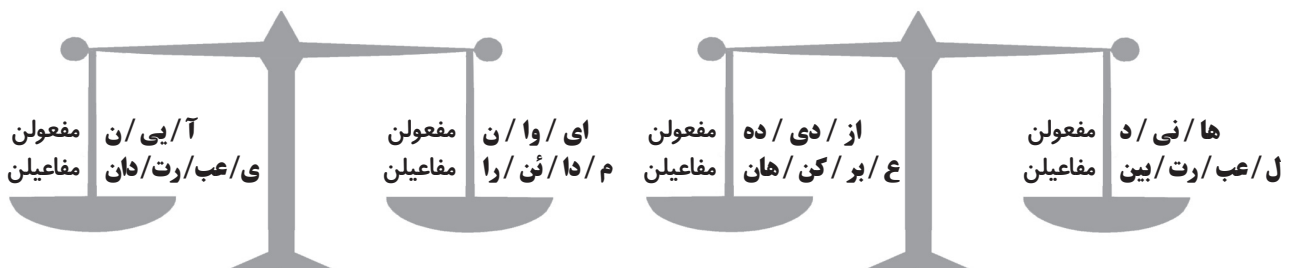 ها / نی / د مفعولن
ل / عب / رت / بین مفاعیلن
از / دی / ده مفعولن
ع / بر / کن / هان مفاعیلن
ای / وا / ن مفعولن
م / دا / ئن / را مفاعیلن
آ / یی / ن مفعولن
ی / عب / رت / دان مفاعیلن